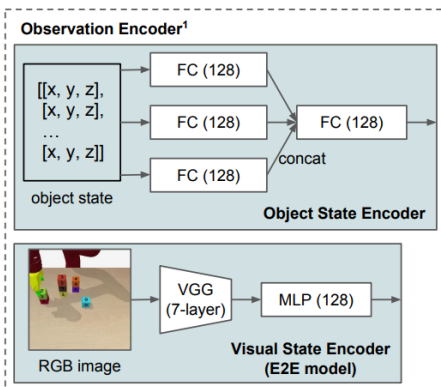 Observation Encoder¹
[[x, y, z],
[x, y, z],
...
[x, y, z]]
object state
FC (128)
FC (128)
FC (128)
concat
FC (128)
Object State Encoder
RGB image
VGG
(7-layer)
MLP (128)
Visual State Encoder
(E2E model)